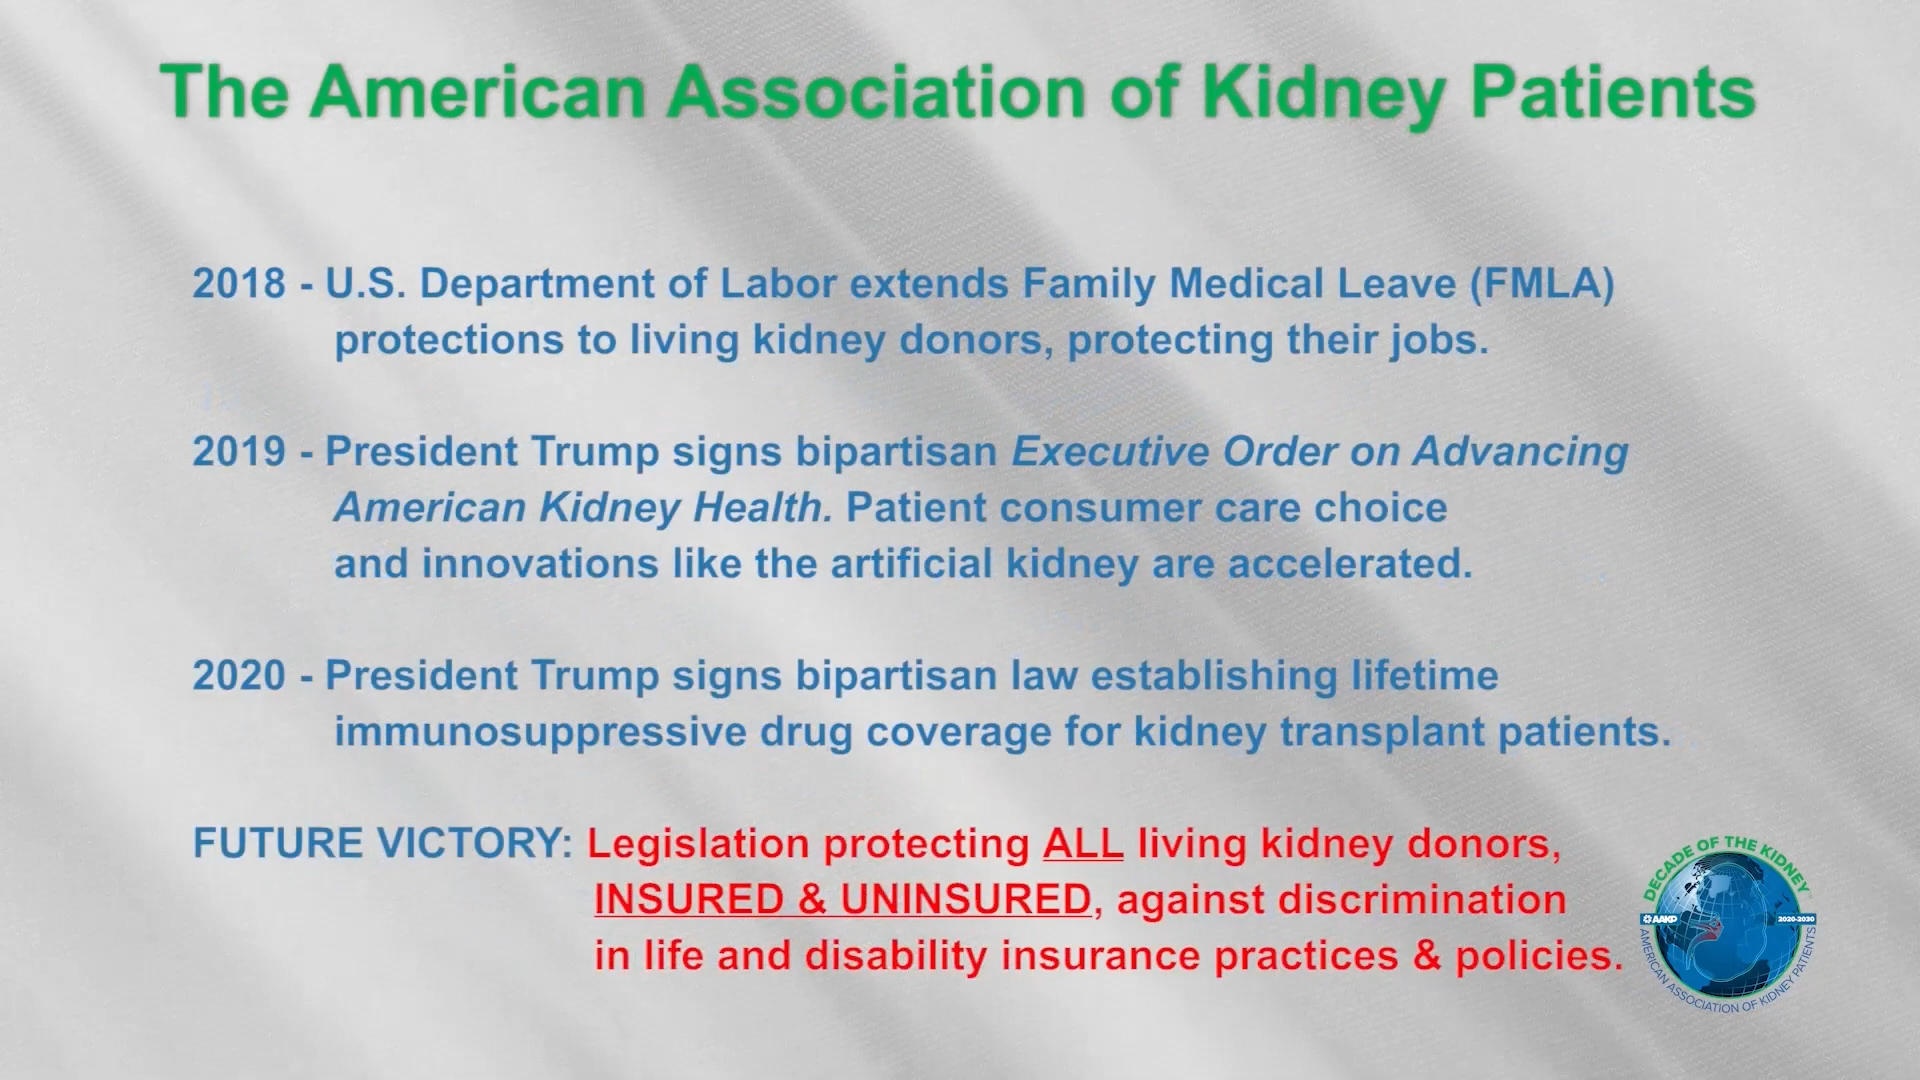 The American Association of Kidney Patients
2018 - U.S. Department of Labor extends Family Medical Leave (FMLA)
protections to living kidney donors, protecting their jobs.
2019 - President Trump signs bipartisan Executive Order on Advancing
American Kidney Health. Patient consumer care choice
and innovations like the artificial kidney are accelerated.
2020 - President Trump signs bipartisan law establishing lifetime
immunosuppressive drug coverage for kidney transplant patients.
FUTURE VICTORY: Legislation protecting ALL living kidney donors,
INSURED & UNINSURED, against discrimination
in life and disability insurance practices & policies.
DECADE OF THE KIDNEY™
AAKP 2020-2030
AMERICAN ASSOCIATION OF KIDNEY PATIENTS